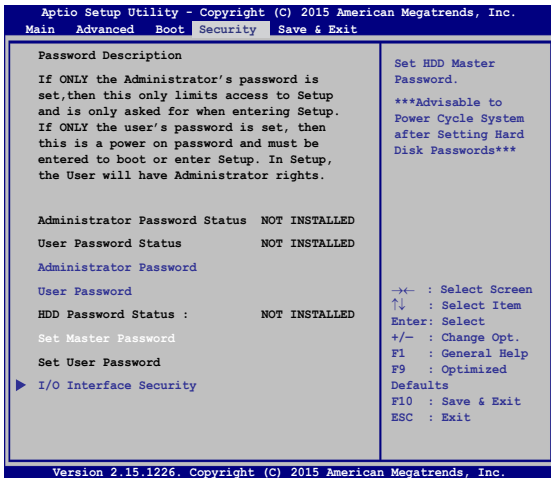 Aptio Setup Utility - Copyright (C) 2015 American Megatrends, Inc.
Main Advanced Boot Security Save & Exit
Password Description
If ONLY the Administrator's password is
set,then this only limits access to Setup
and is only asked for when entering Setup.
If ONLY the user's password is set, then
this is a power on password and must be
entered to boot or enter Setup. In Setup,
the User will have Administrator rights.
Administrator Password Status NOT INSTALLED
User Password Status NOT INSTALLED
Administrator Password
User Password
HDD Password Status : NOT INSTALLED
Set Master Password
Set User Password
I/O Interface Security
Set HDD Master
Password.
***Advisable to
Power Cycle System
after Setting Hard
Disk Passwords***
→← : Select Screen
↑↓ : Select Item
Enter: Select
+/— : Change Opt.
F1 : General Help
F9 : Optimized
Defaults
F10 : Save & Exit
ESC : Exit
Version 2.15.1226. Copyright (C) 2015 American Megatrends, Inc.